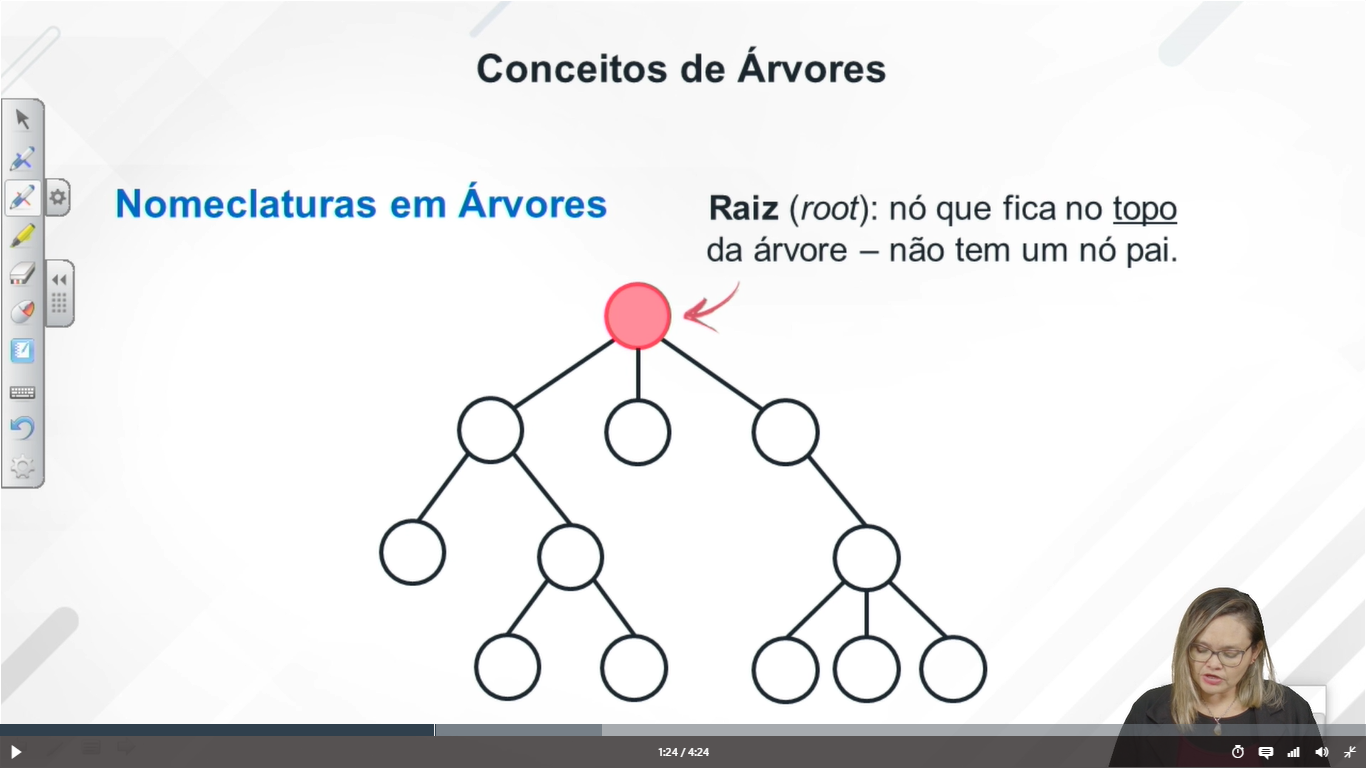 Conceitos de Árvores
Nomeclaturas em Árvores
Raiz (root): nó que fica no topo
da árvore – não tem um nó pai.
1:24 / 4:24